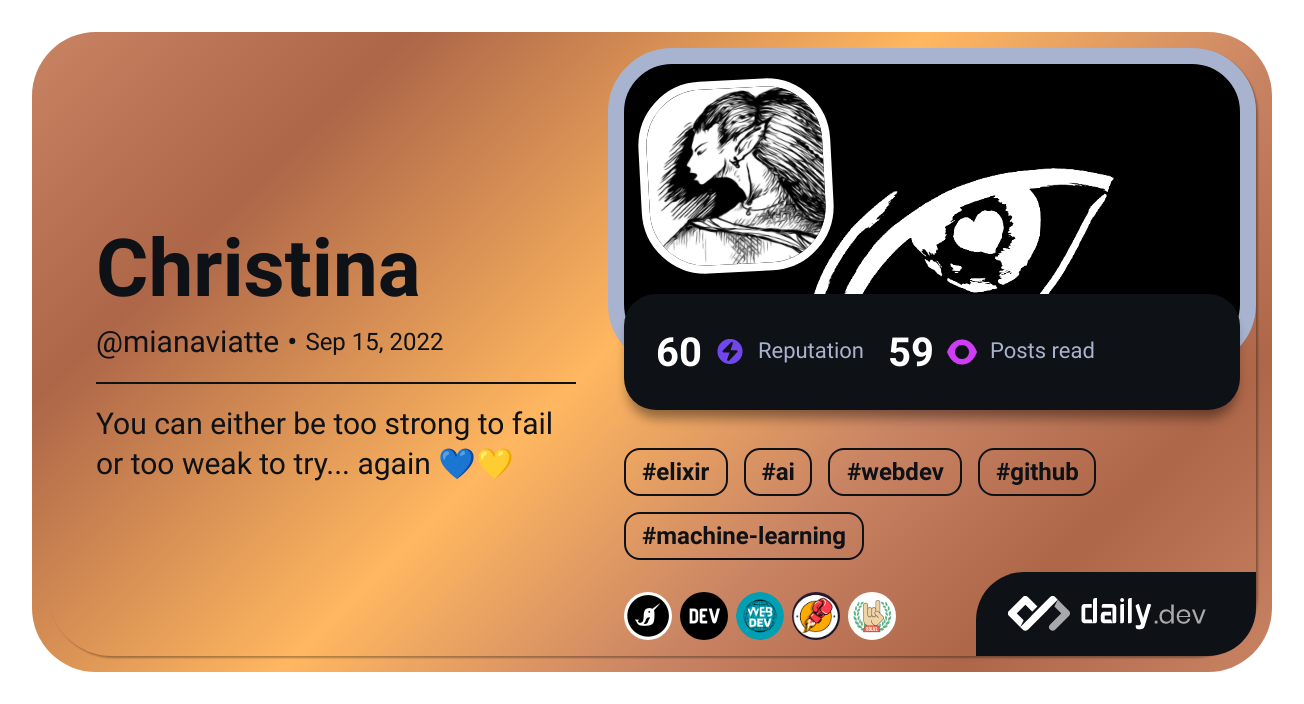 Christina
@mianaviatte • Sep 15, 2022
You can either be too strong to fail
or too weak to try... again 💙💛
60 Reputation 59 Posts read
#elixir #ai #webdev #github
#machine-learning
DEV WEB DEV
daily.dev